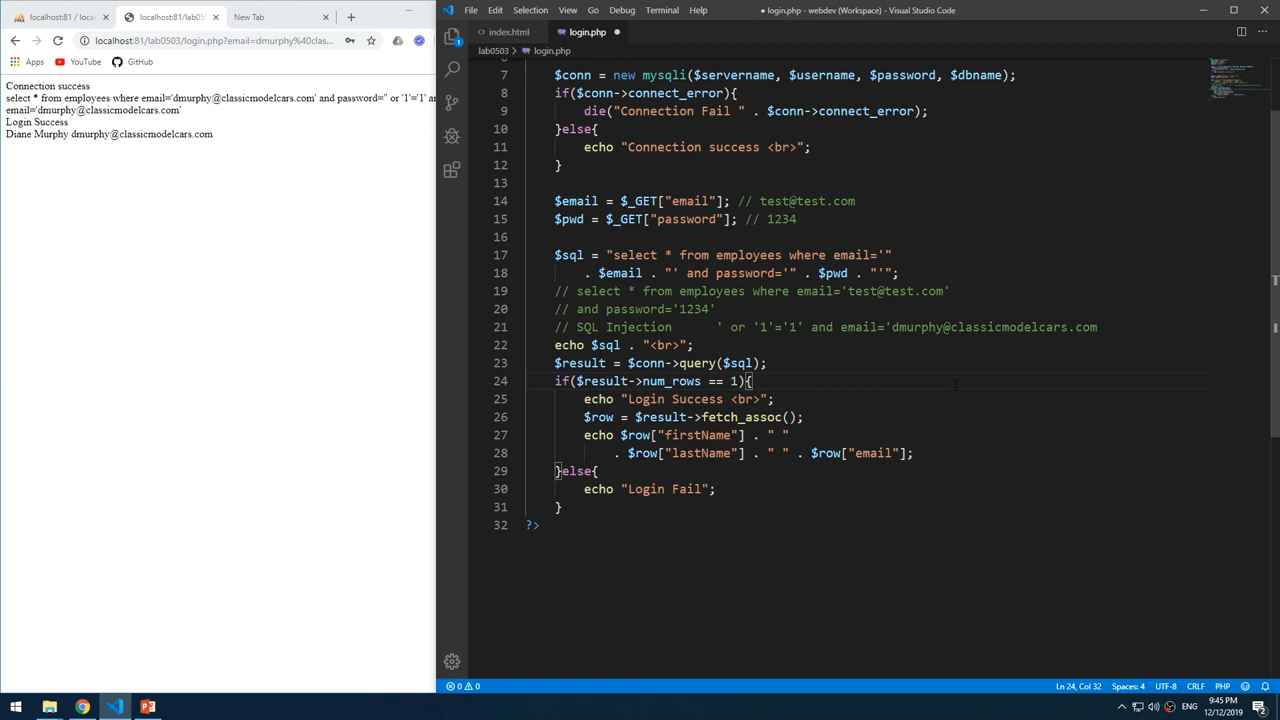 localhost:81 / local
localhost:81/lab05
New Tab
localhost:81/lab0503/login.php?email=dmurphy%40clas...
Apps
YouTube
GitHub
Connection success
select * from employees where email='dmurphy@classicmodelcars.com' and password='' or '1'='1' an
email='dmurphy@classicmodelcars.com'
Login Success
Diane Murphy dmurphy@classicmodelcars.com
File Edit Selection View Go Debug Terminal Help
● login.php - webdev (Workspace) - Visual Studio Code
index.html
login.php
lab0503 > login.php
7 $conn = new mysqli($servername, $username, $password, $dbname);
8 if($conn->connect_error){
9 die("Connection Fail ". $conn->connect_error);
10 }else{
11 echo "Connection success <br>";
12 }
13
14 $email = $_GET["email"]; // test@test.com
15 $pwd = $_GET["password"]; // 1234
16
17 $sql = "select * from employees where email='"
18 . $email . "' and password='" . $pwd . "'";
19 // select * from employees where email='test@test.com'
20 // and password='1234'
21 // SQL Injection ' or '1'='1' and email='dmurphy@classicmodelcars.com
22 echo $sql . "<br>";
23 $result = $conn->query($sql);
24 if($result->num_rows == 1){
25 echo "Login Success <br>";
26 $row = $result->fetch_assoc();
27 echo $row["firstName"] . " "
28 . $row["lastName"] . " " . $row["email"];
29 }else{
30 echo "Login Fail";
31 }
32 ?>
0 0
Ln 24, Col 32 Spaces: 4 UTF-8 CRLF PHP
ENG
9:45 PM
12/12/2019
2